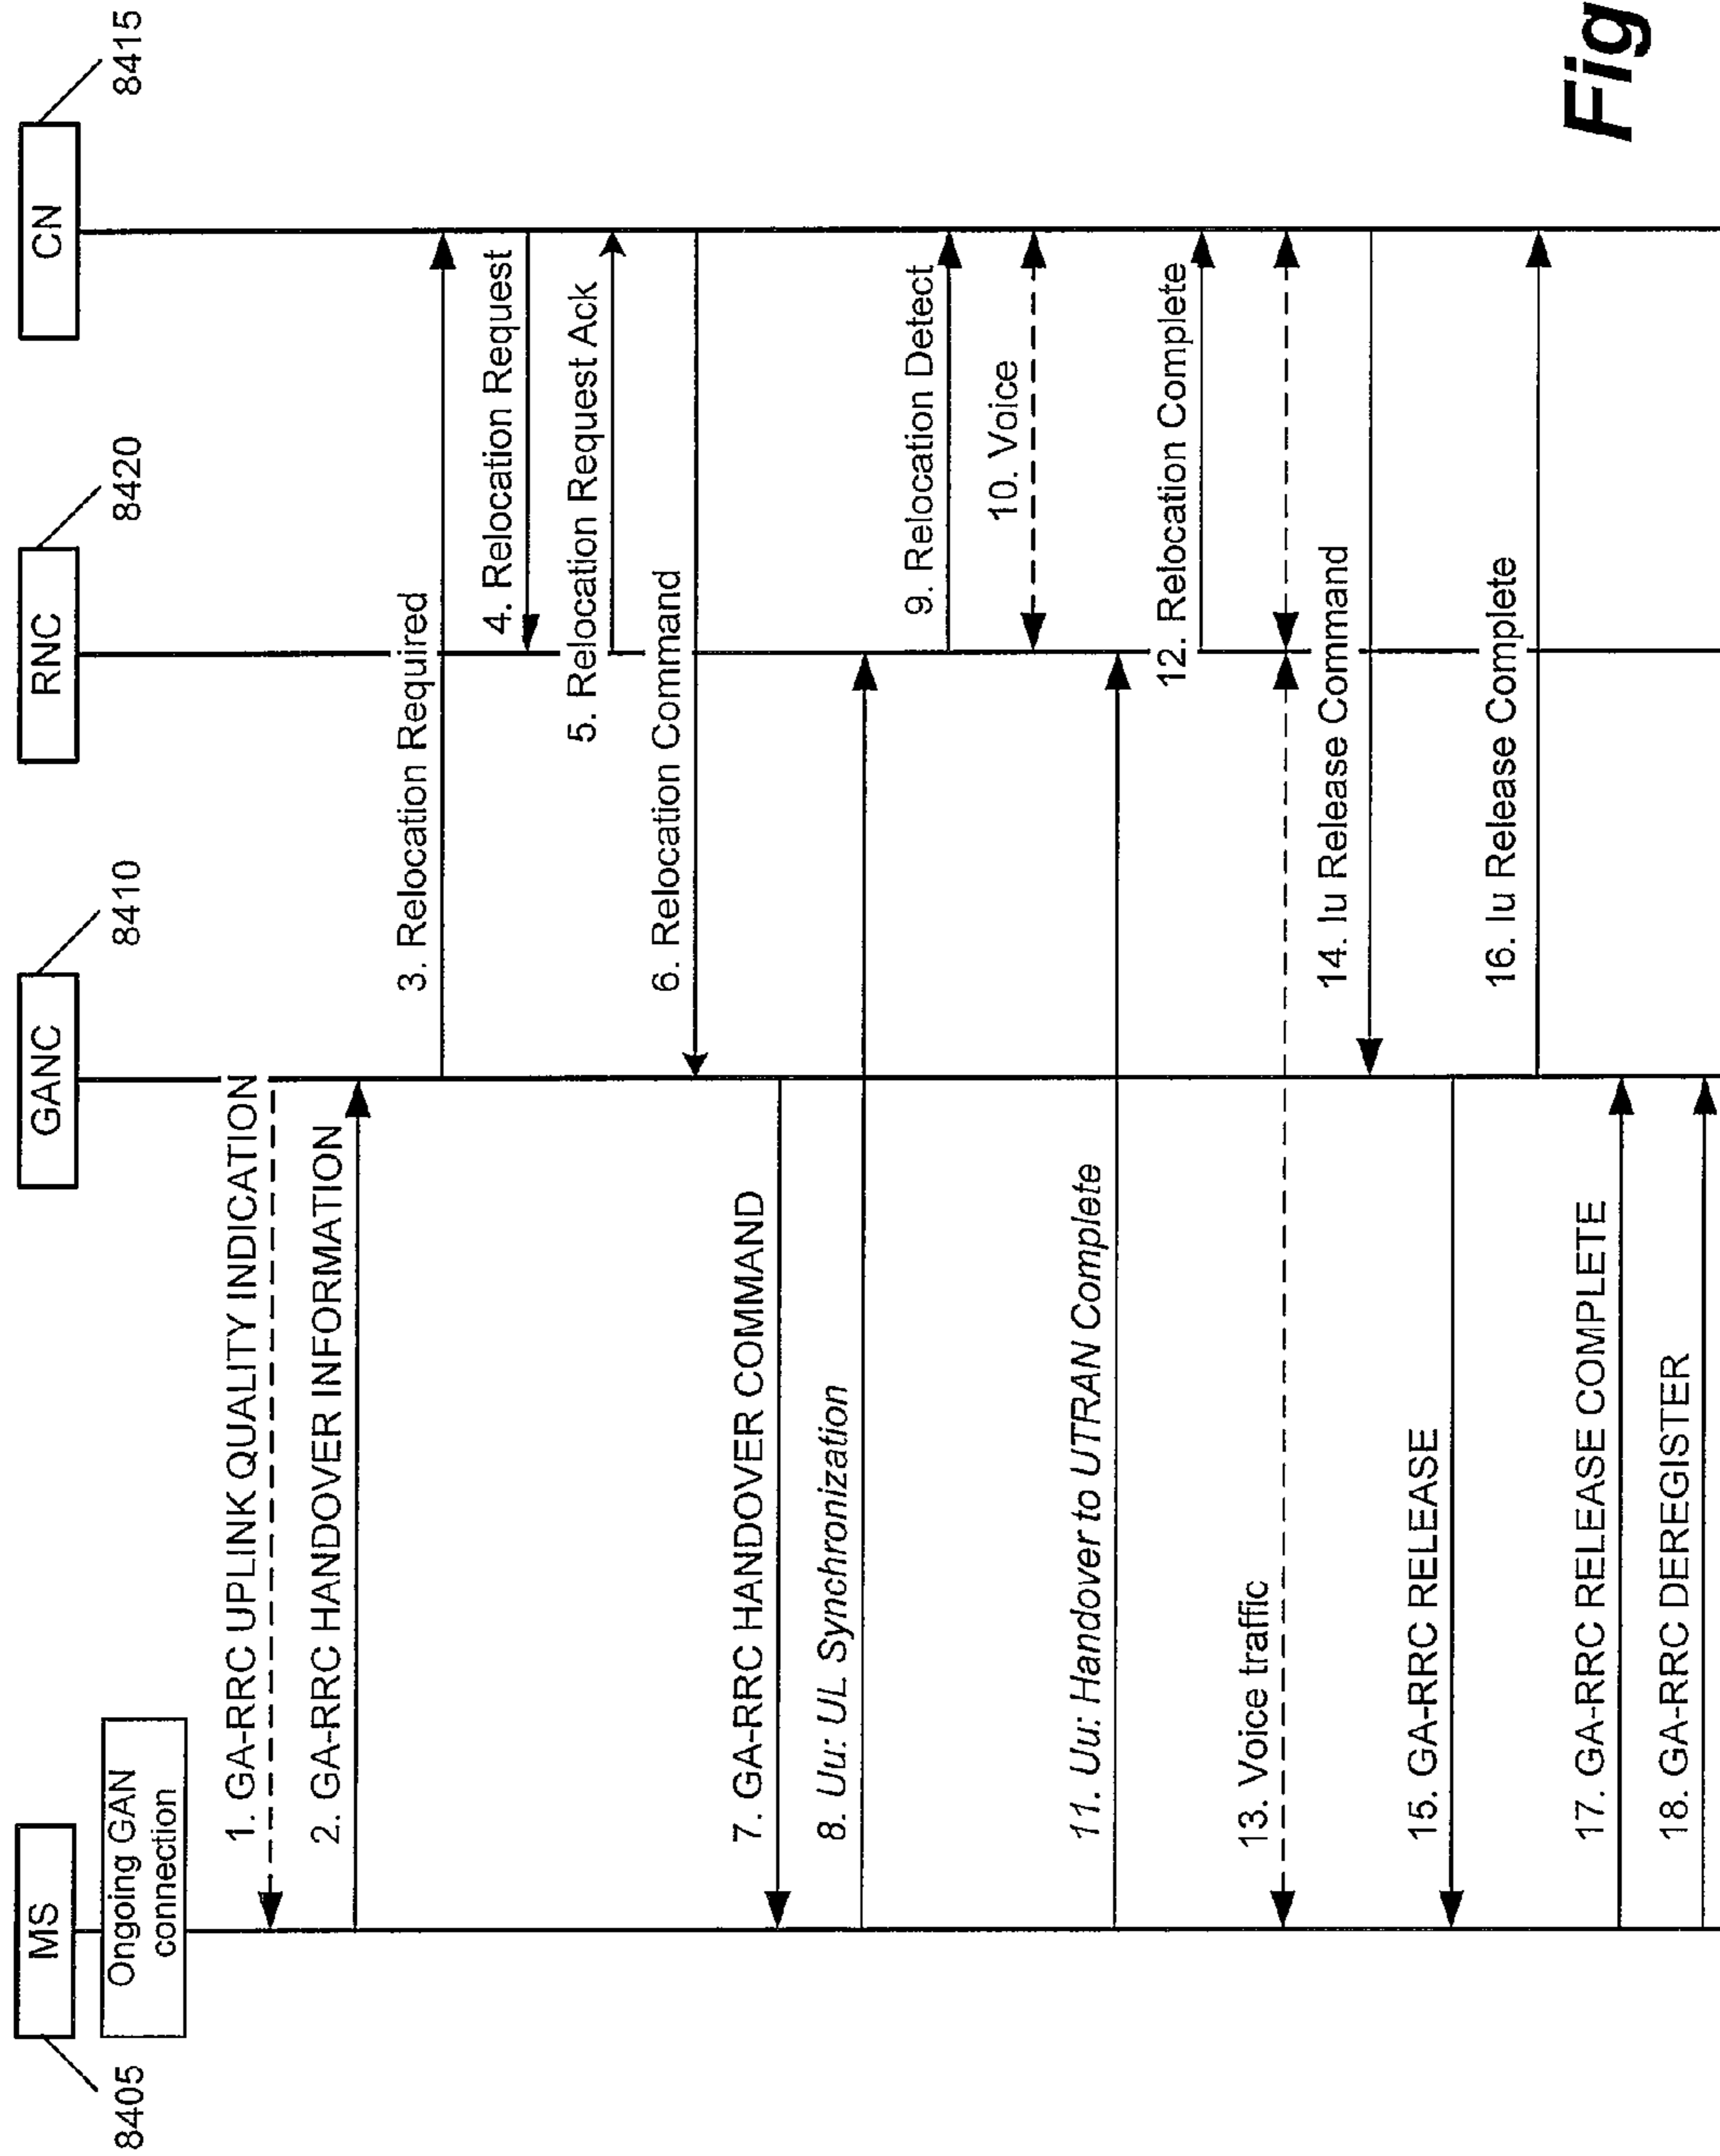 MS
GANC
RNC
CN
8405
8410
8420
8415
Ongoing GAN
connection
1. GA-RRC UPLINK QUALITY INDICATION
2. GA-RRC HANDOVER INFORMATION
3. Relocation Required
4. Relocation Request
5. Relocation Request Ack
6. Relocation Command
7. GA-RRC HANDOVER COMMAND
8. Uu: UL Synchronization
9. Relocation Detect
10. Voice
11. Uu: Handover to UTRAN Complete
12. Relocation Complete
13. Voice traffic
14. Iu Release Command
15. GA-RRC RELEASE
16. Iu Release Complete
17. GA-RRC RELEASE COMPLETE
18. GA-RRC DEREGISTER
Fig